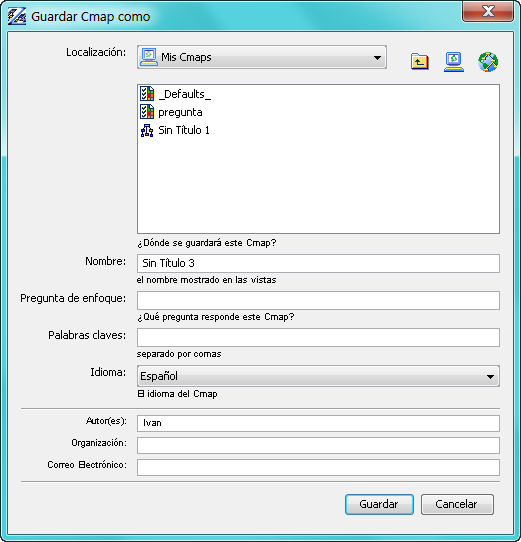 Guardar Cmap como
Localización: Mis Cmaps
_Defaults_
pregunta
Sin Título 1
¿Dónde se guardará este Cmap?
Nombre: Sin Título 3
el nombre mostrado en las vistas
Pregunta de enfoque:
¿Qué pregunta responde este Cmap?
Palabras claves:
separado por comas
Idioma: Español
El idioma del Cmap
Autor(es): Ivan
Organización:
Correo Electrónico:
Guardar Cancelar